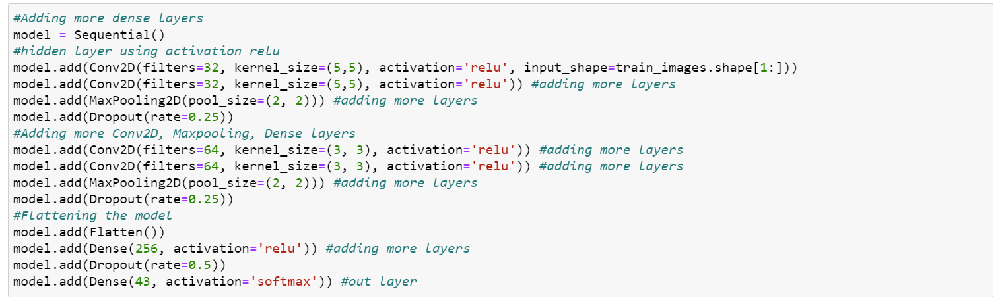 #Adding more dense layers
model = Sequential()
#hidden layer using activation relu
model.add(Conv2D(filters=32, kernel_size=(5,5), activation='relu', input_shape=train_images.shape[1:]))
model.add(Conv2D(filters=32, kernel_size=(5,5), activation='relu')) #adding more layers
model.add(MaxPooling2D(pool_size=(2, 2))) #adding more layers
model.add(Dropout(rate=0.25))
#Adding more Conv2D, Maxpooling, Dense layers
model.add(Conv2D(filters=64, kernel_size=(3, 3), activation='relu')) #adding more layers
model.add(Conv2D(filters=64, kernel_size=(3, 3), activation='relu')) #adding more layers
model.add(MaxPooling2D(pool_size=(2, 2))) #adding more layers
model.add(Dropout(rate=0.25))
#Flattening the model
model.add(Flatten())
model.add(Dense(256, activation='relu')) #adding more layers
model.add(Dropout(rate=0.5))
model.add(Dense(43, activation='softmax')) #out layer